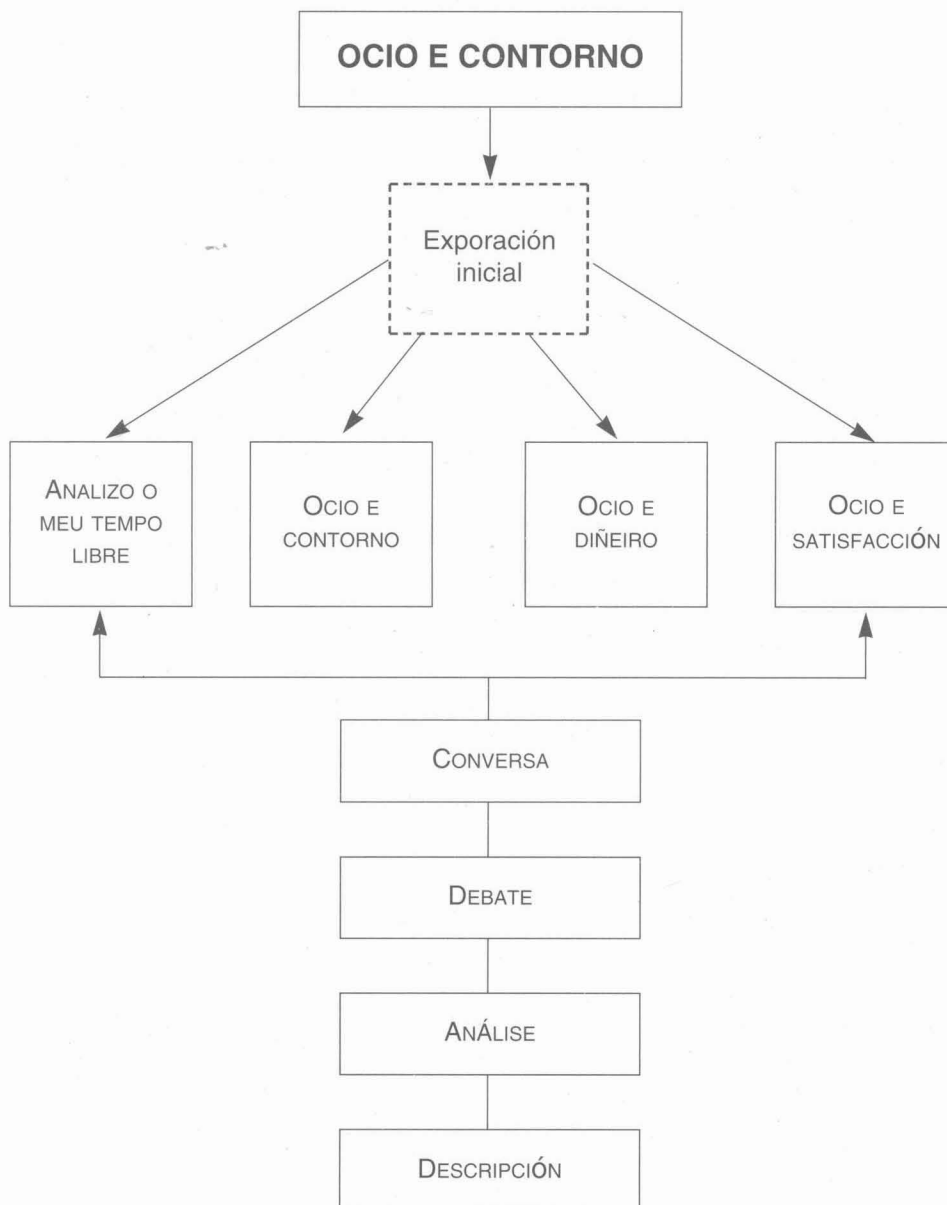 OCIO E CONTORNO
Exporación
inicial
ANALIZO O
MEU TEMPO
LIBRE
OCIO E
CONTORNO
OCIO E
DIÑEIRO
OCIO E
SATISFACCIÓN
CONVERSA
DEBATE
ANÁLISE
DESCRIPCIÓN